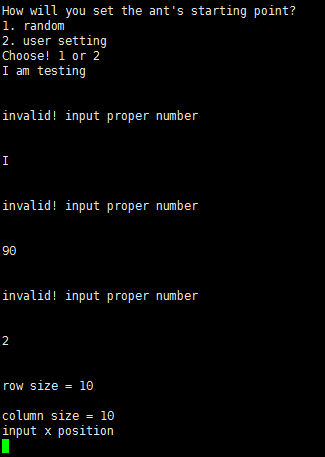 How will you set the ant's starting point?
1. random
2. user setting
Choose! 1 or 2
I am testing
invalid! input proper number
I
invalid! input proper number
90
invalid! input proper number
2
row size = 10
column size = 10
input x position